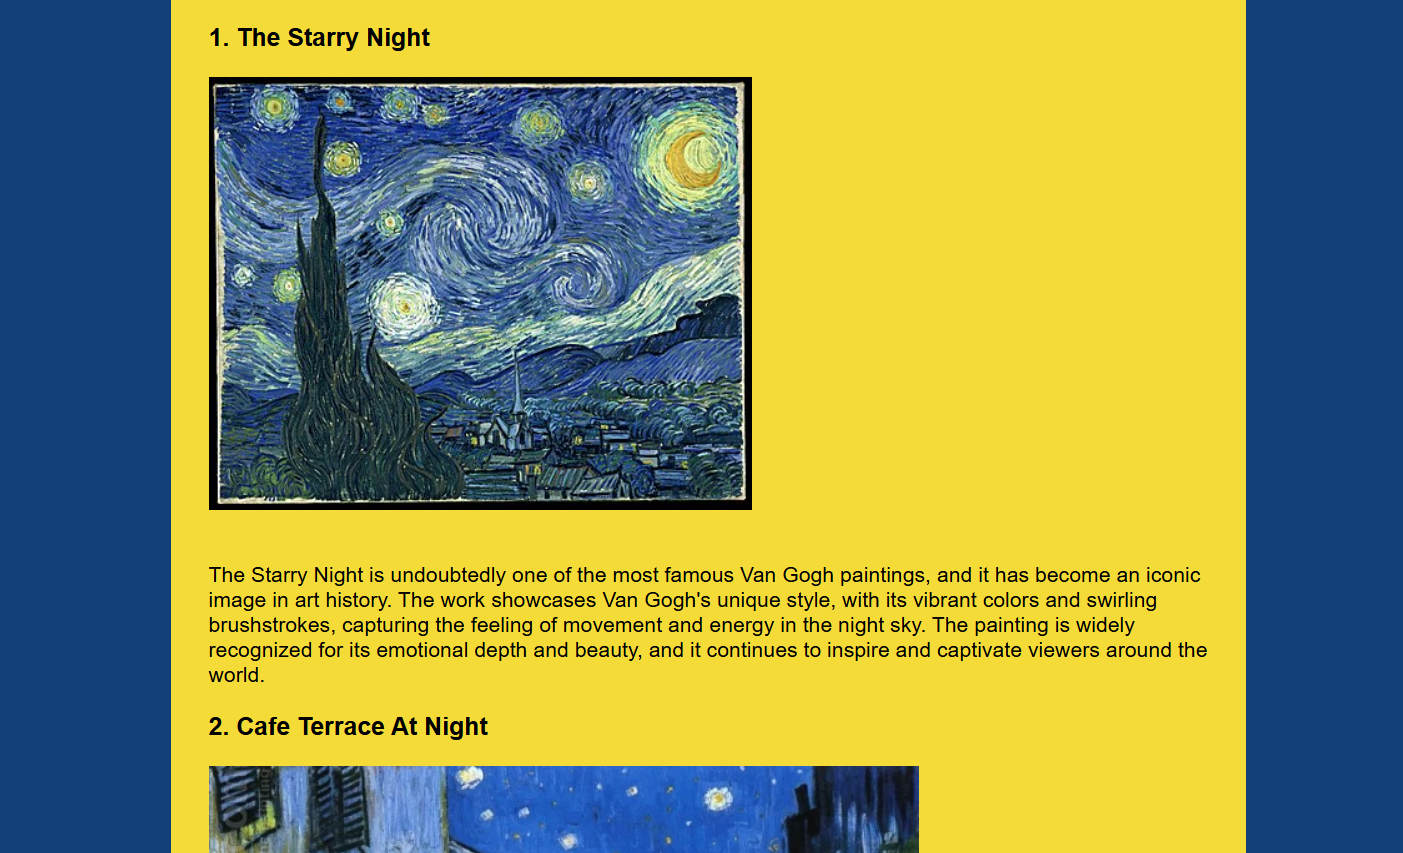 1. The Starry Night
The Starry Night is undoubtedly one of the most famous Van Gogh paintings, and it has become an iconic
image in art history. The work showcases Van Gogh's unique style, with its vibrant colors and swirling
brushstrokes, capturing the feeling of movement and energy in the night sky. The painting is widely
recognized for its emotional depth and beauty, and it continues to inspire and captivate viewers around the
world.
2. Cafe Terrace At Night